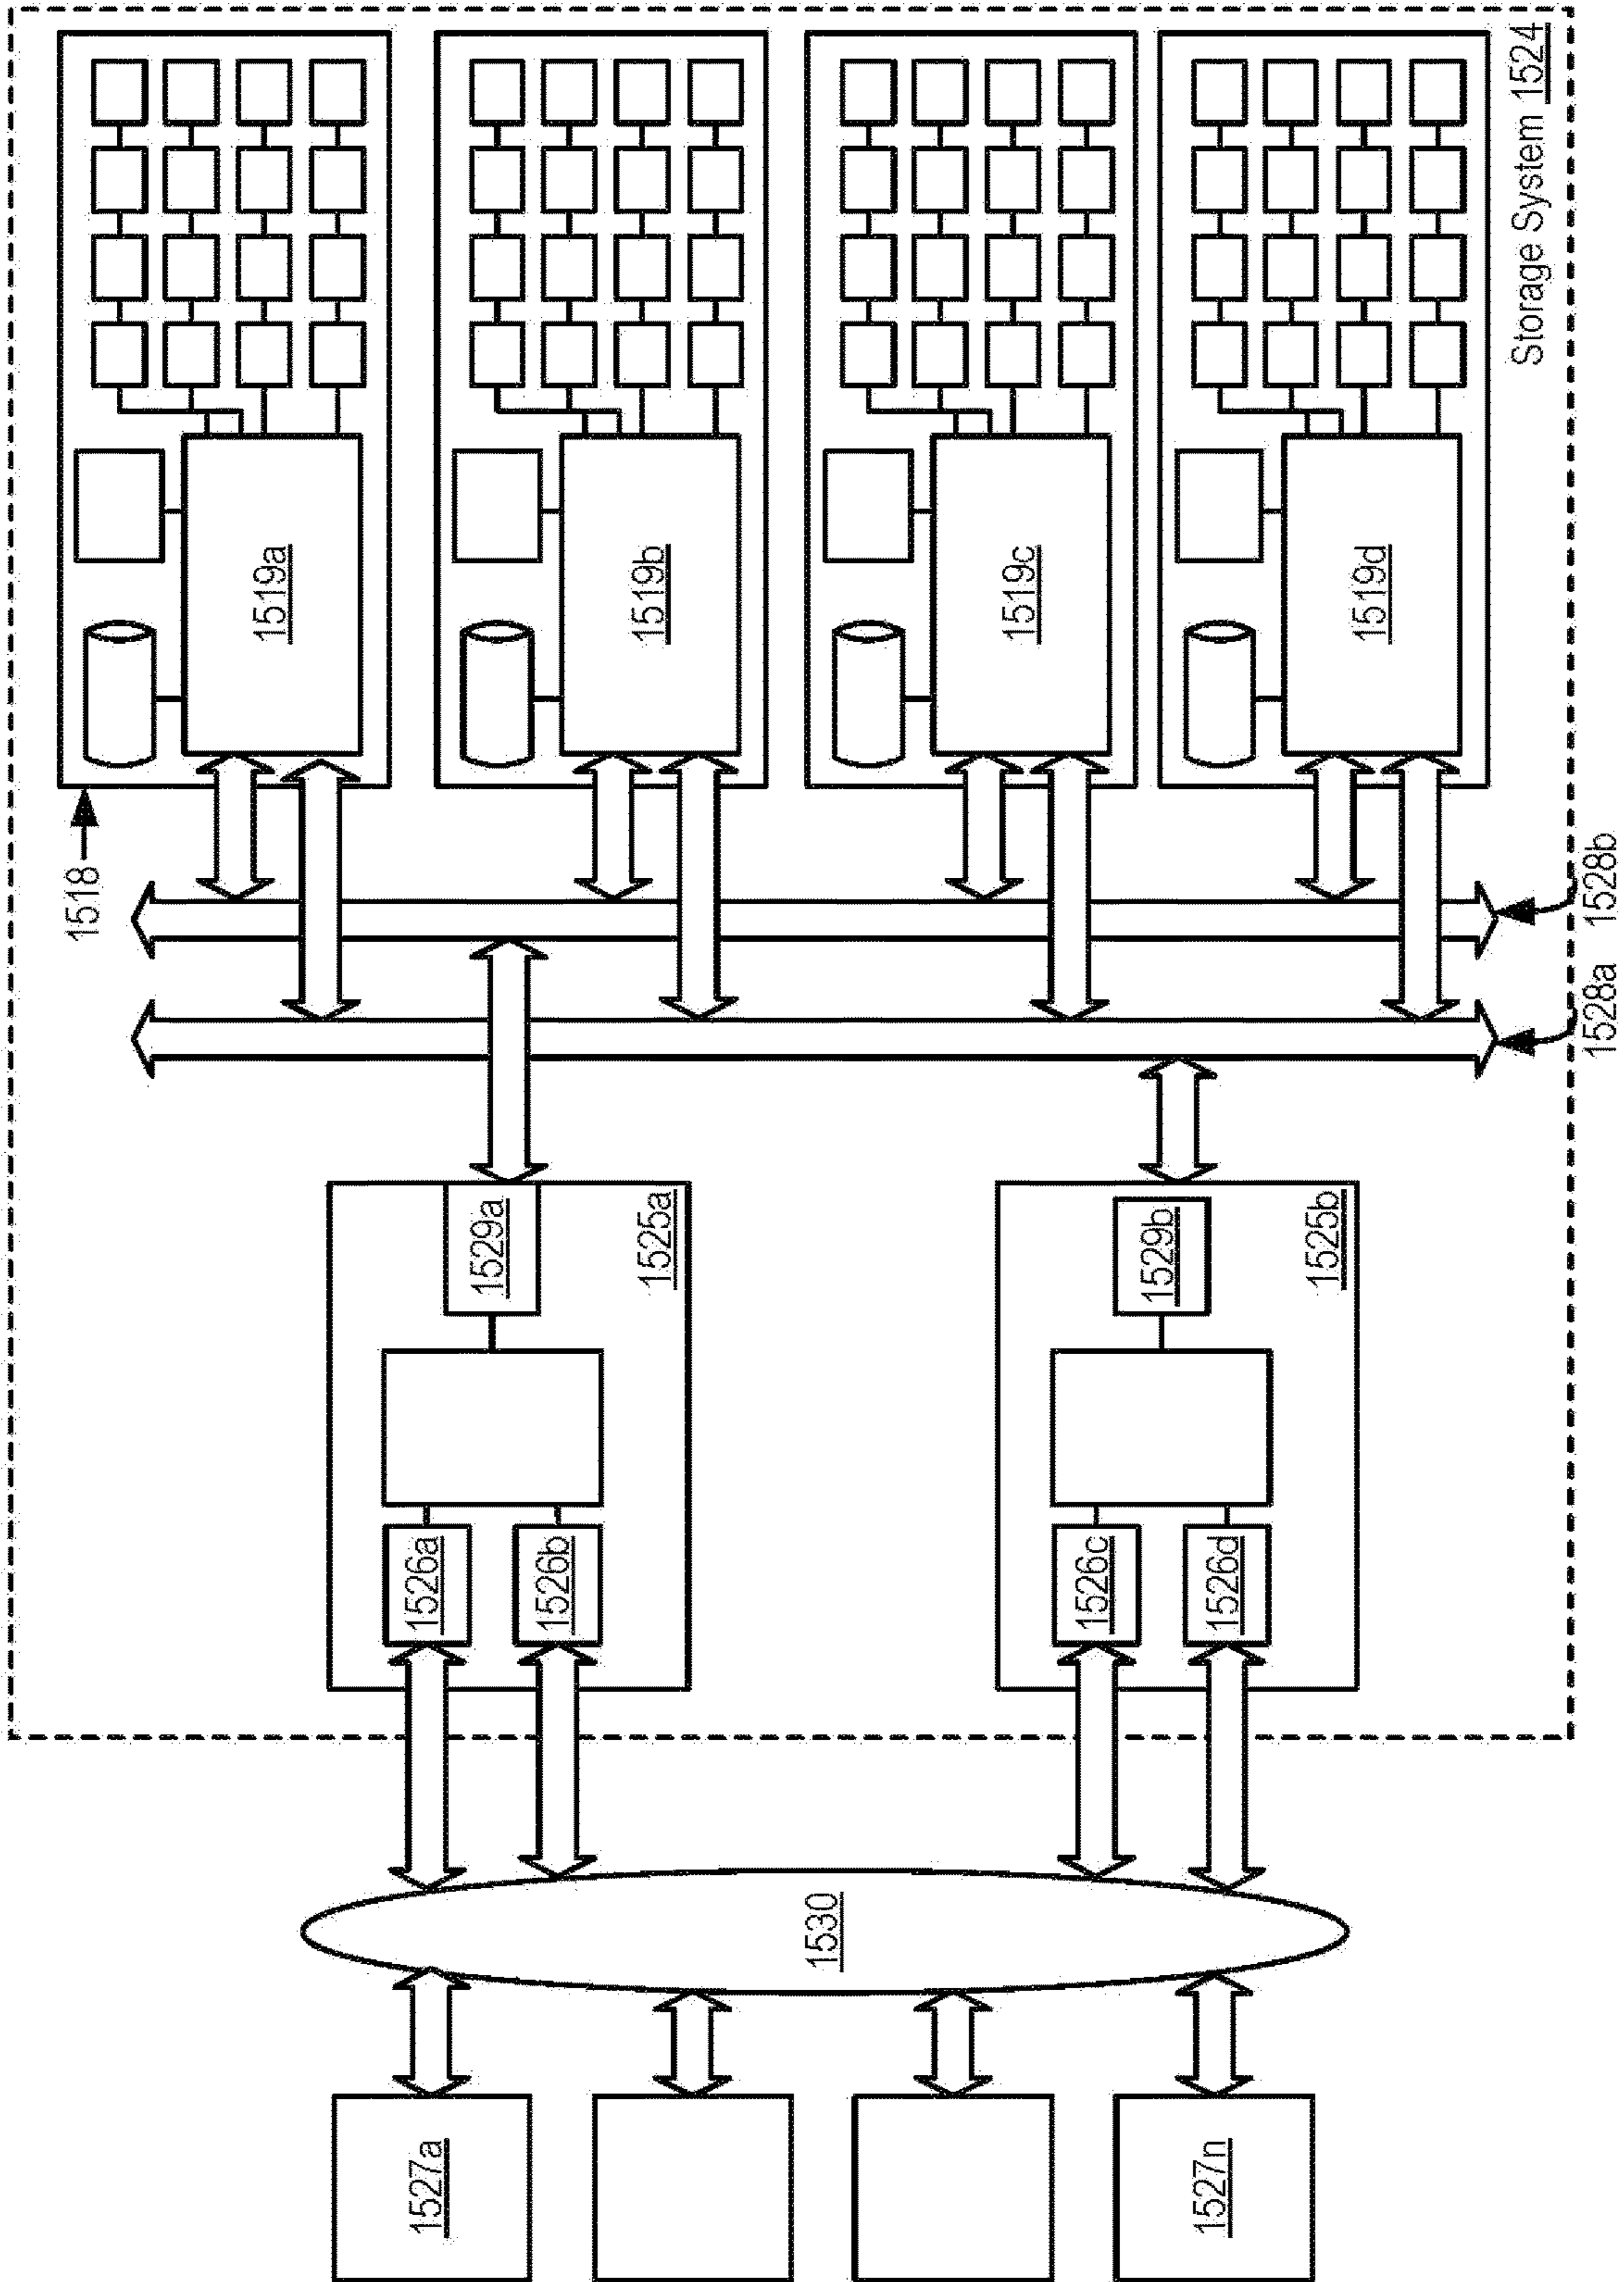 1527a
1527n
1530
1526a
1526b
1526c
1526d
1529a
1525a
1529b
1525b
1528a
1528b
1518
1519a
1519b
1519c
1519d
Storage System 1524